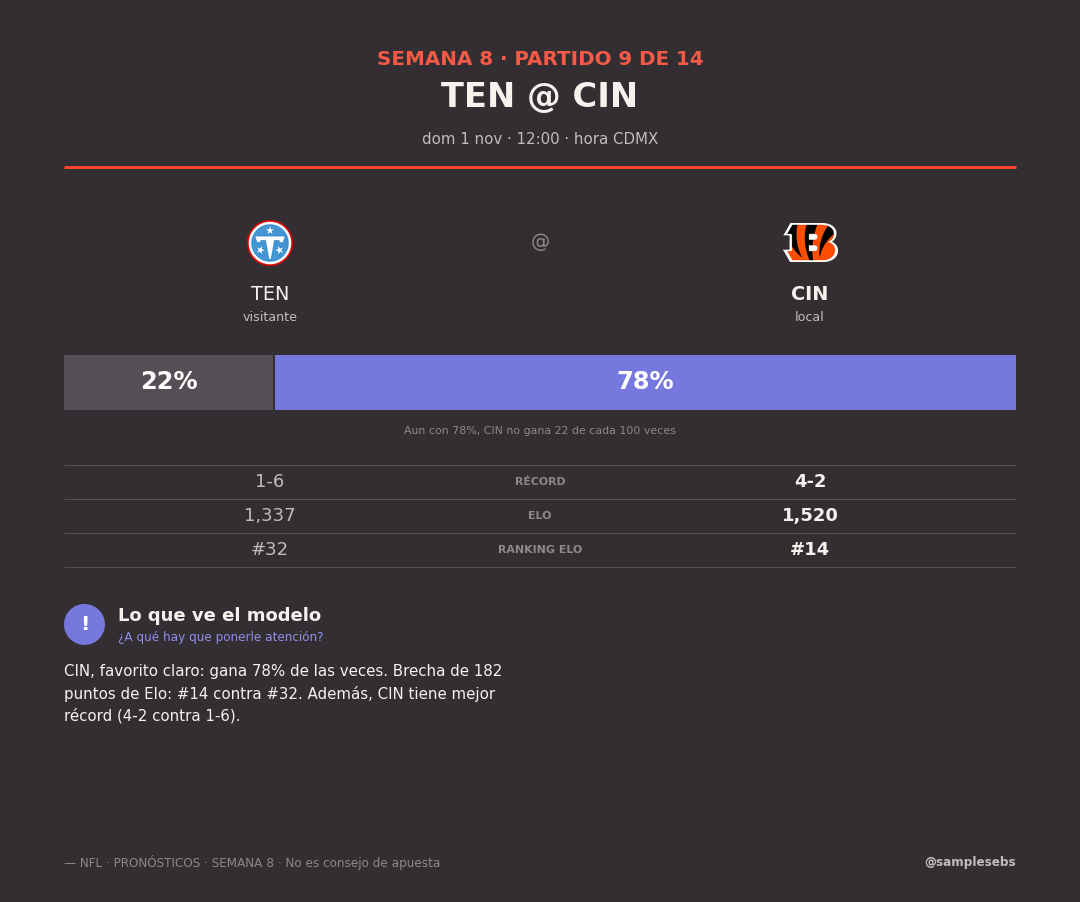 SEMANA 8 · PARTIDO 9 DE 14
TEN @ CIN
dom 1 nov · 12:00 · hora CDMX
@
TEN
CIN
visitante
local
22%
78%
Aun con 78%, CIN no gana 22 de cada 100 veces
1-6 RÉCORD 4-2
1,337 ELO 1,520
#32 RANKING ELO #14
!
Lo que ve el modelo
¿A qué hay que ponerle atención?
CIN, favorito claro: gana 78% de las veces. Brecha de 182
puntos de Elo: #14 contra #32. Además, CIN tiene mejor
récord (4-2 contra 1-6).
— NFL · PRONÓSTICOS · SEMANA 8 · No es consejo de apuesta
@samplesebs